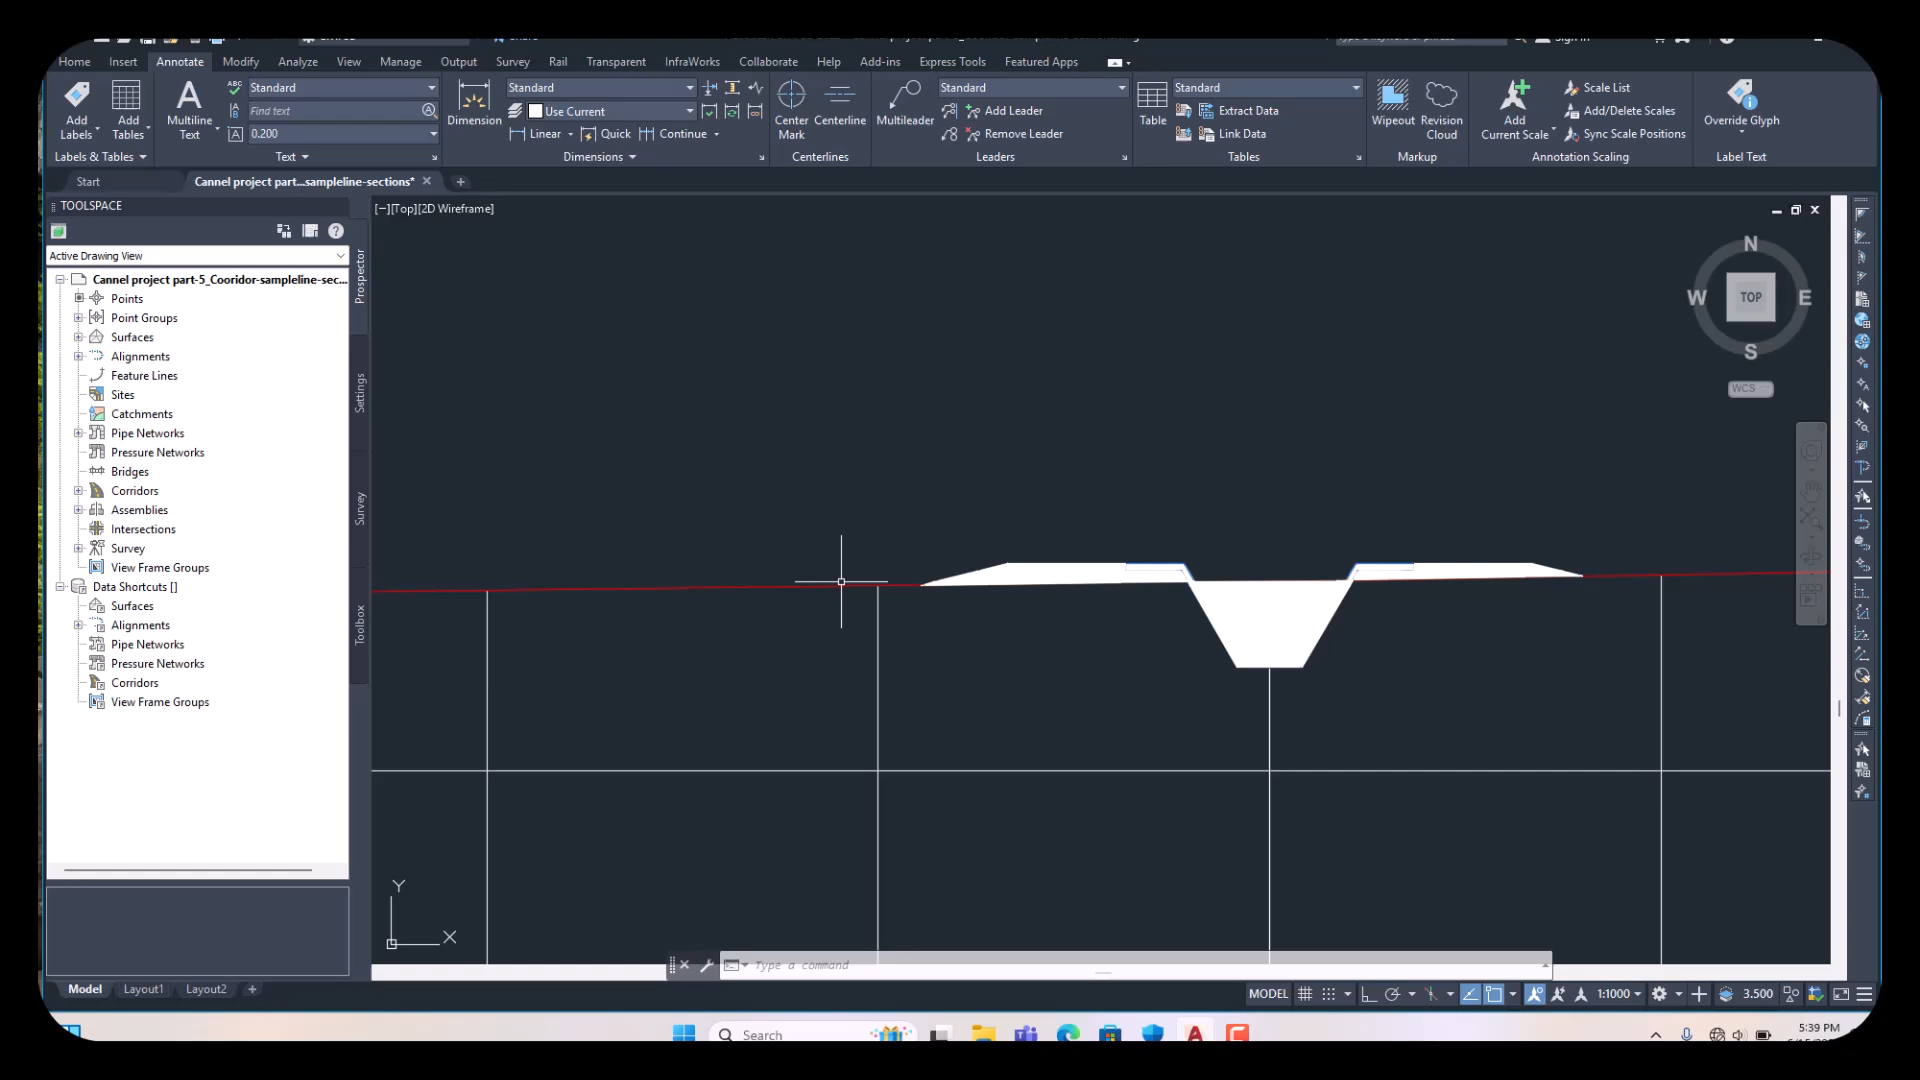 Home Insert Annotate Modify Analyze View Manage Output Survey Rail Transparent InfraWorks Collaborate Help Add-ins Express Tools Featured Apps
Add Labels
Add Tables
Labels & Tables
Multiline Text
ABC
Standard
Find text
0.200
Text
Dimension
Standard
Use Current
Linear Quick Continue
Dimensions
Center Mark
Centerline
Centerlines
Multileader
Standard
Add Leader
Remove Leader
Leaders
Table
Standard
Extract Data
Link Data
Tables
Wipeout
Revision Cloud
Markup
Add Current Scale
Scale List
Add/Delete Scales
Sync Scale Positions
Annotation Scaling
Override Glyph
Label Text
Start
Cannel project part...sampleline-sections*
TOOLSPACE
Active Drawing View
Cannel project part-5_Cooridor-sampleline-sec...
Points
Point Groups
Surfaces
Alignments
Feature Lines
Sites
Catchments
Pipe Networks
Pressure Networks
Bridges
Corridors
Assemblies
Intersections
Survey
View Frame Groups
Data Shortcuts []
Surfaces
Alignments
Pipe Networks
Pressure Networks
Corridors
View Frame Groups
Prospector
Settings
Survey
Toolbox
[−][Top][2D Wireframe]
N
W TOP E
S
WCS
Y
X
Type a command
Model Layout1 Layout2
MODEL 1:1000 3.500
Search
5:39 PM